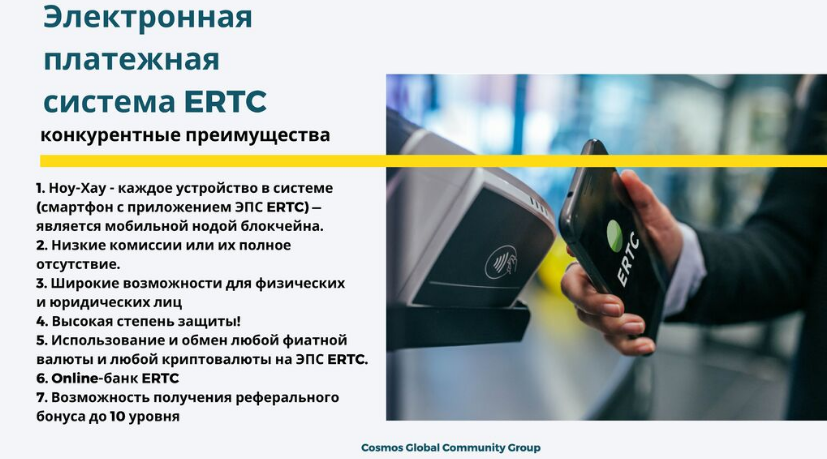 Электронная
платежная
система ERTC
конкурентные преимущества
1. Ноу-Хау - каждое устройство в системе
(смартфон с приложением ЭПС ERTC) —
является мобильной нодой блокчейна.
2. Низкие комиссии или их полное
отсутствие.
3. Широкие возможности для физических
и юридических лиц
4. Высокая степень защиты!
5. Использование и обмен любой фиатной
валюты и любой криптовалюты на ЭПС ERTC.
6. Online-банк ERTC
7. Возможность получения реферального
бонуса до 10 уровня
ERTC
Cosmos Global Community Group